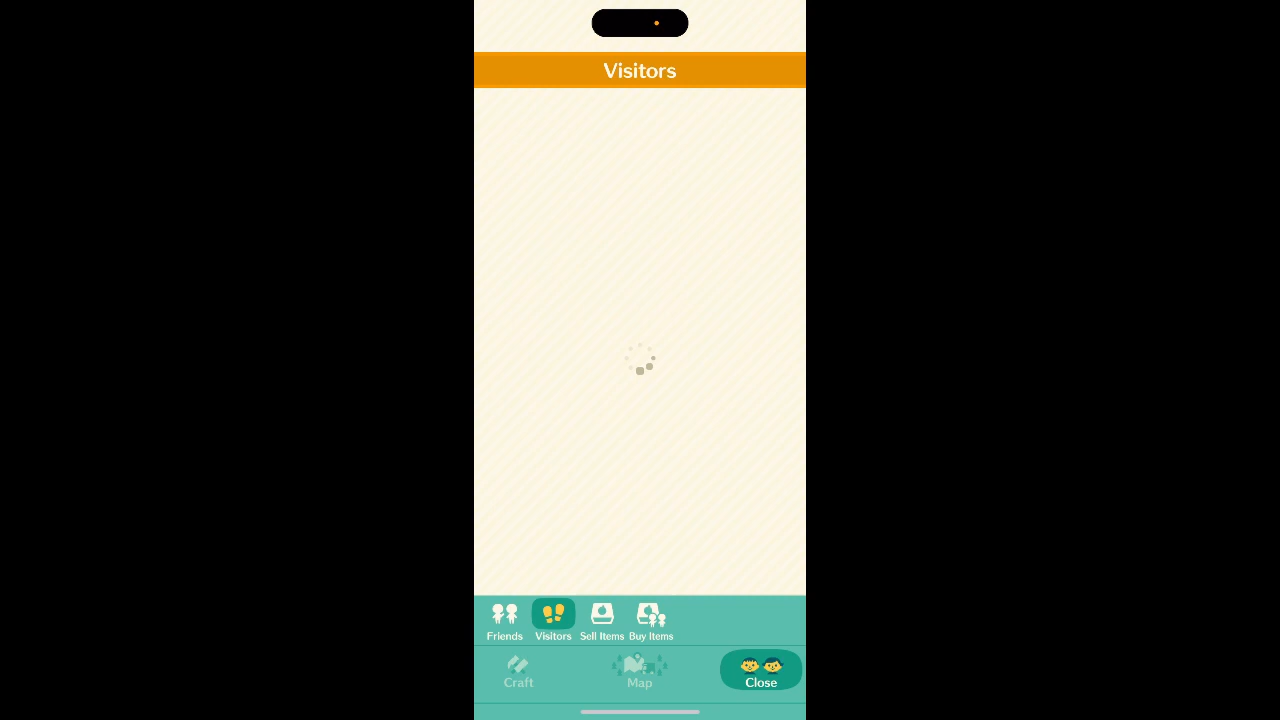 Visitors
Friends
Visitors
Sell Items
Buy Items
Craft
Map
Close